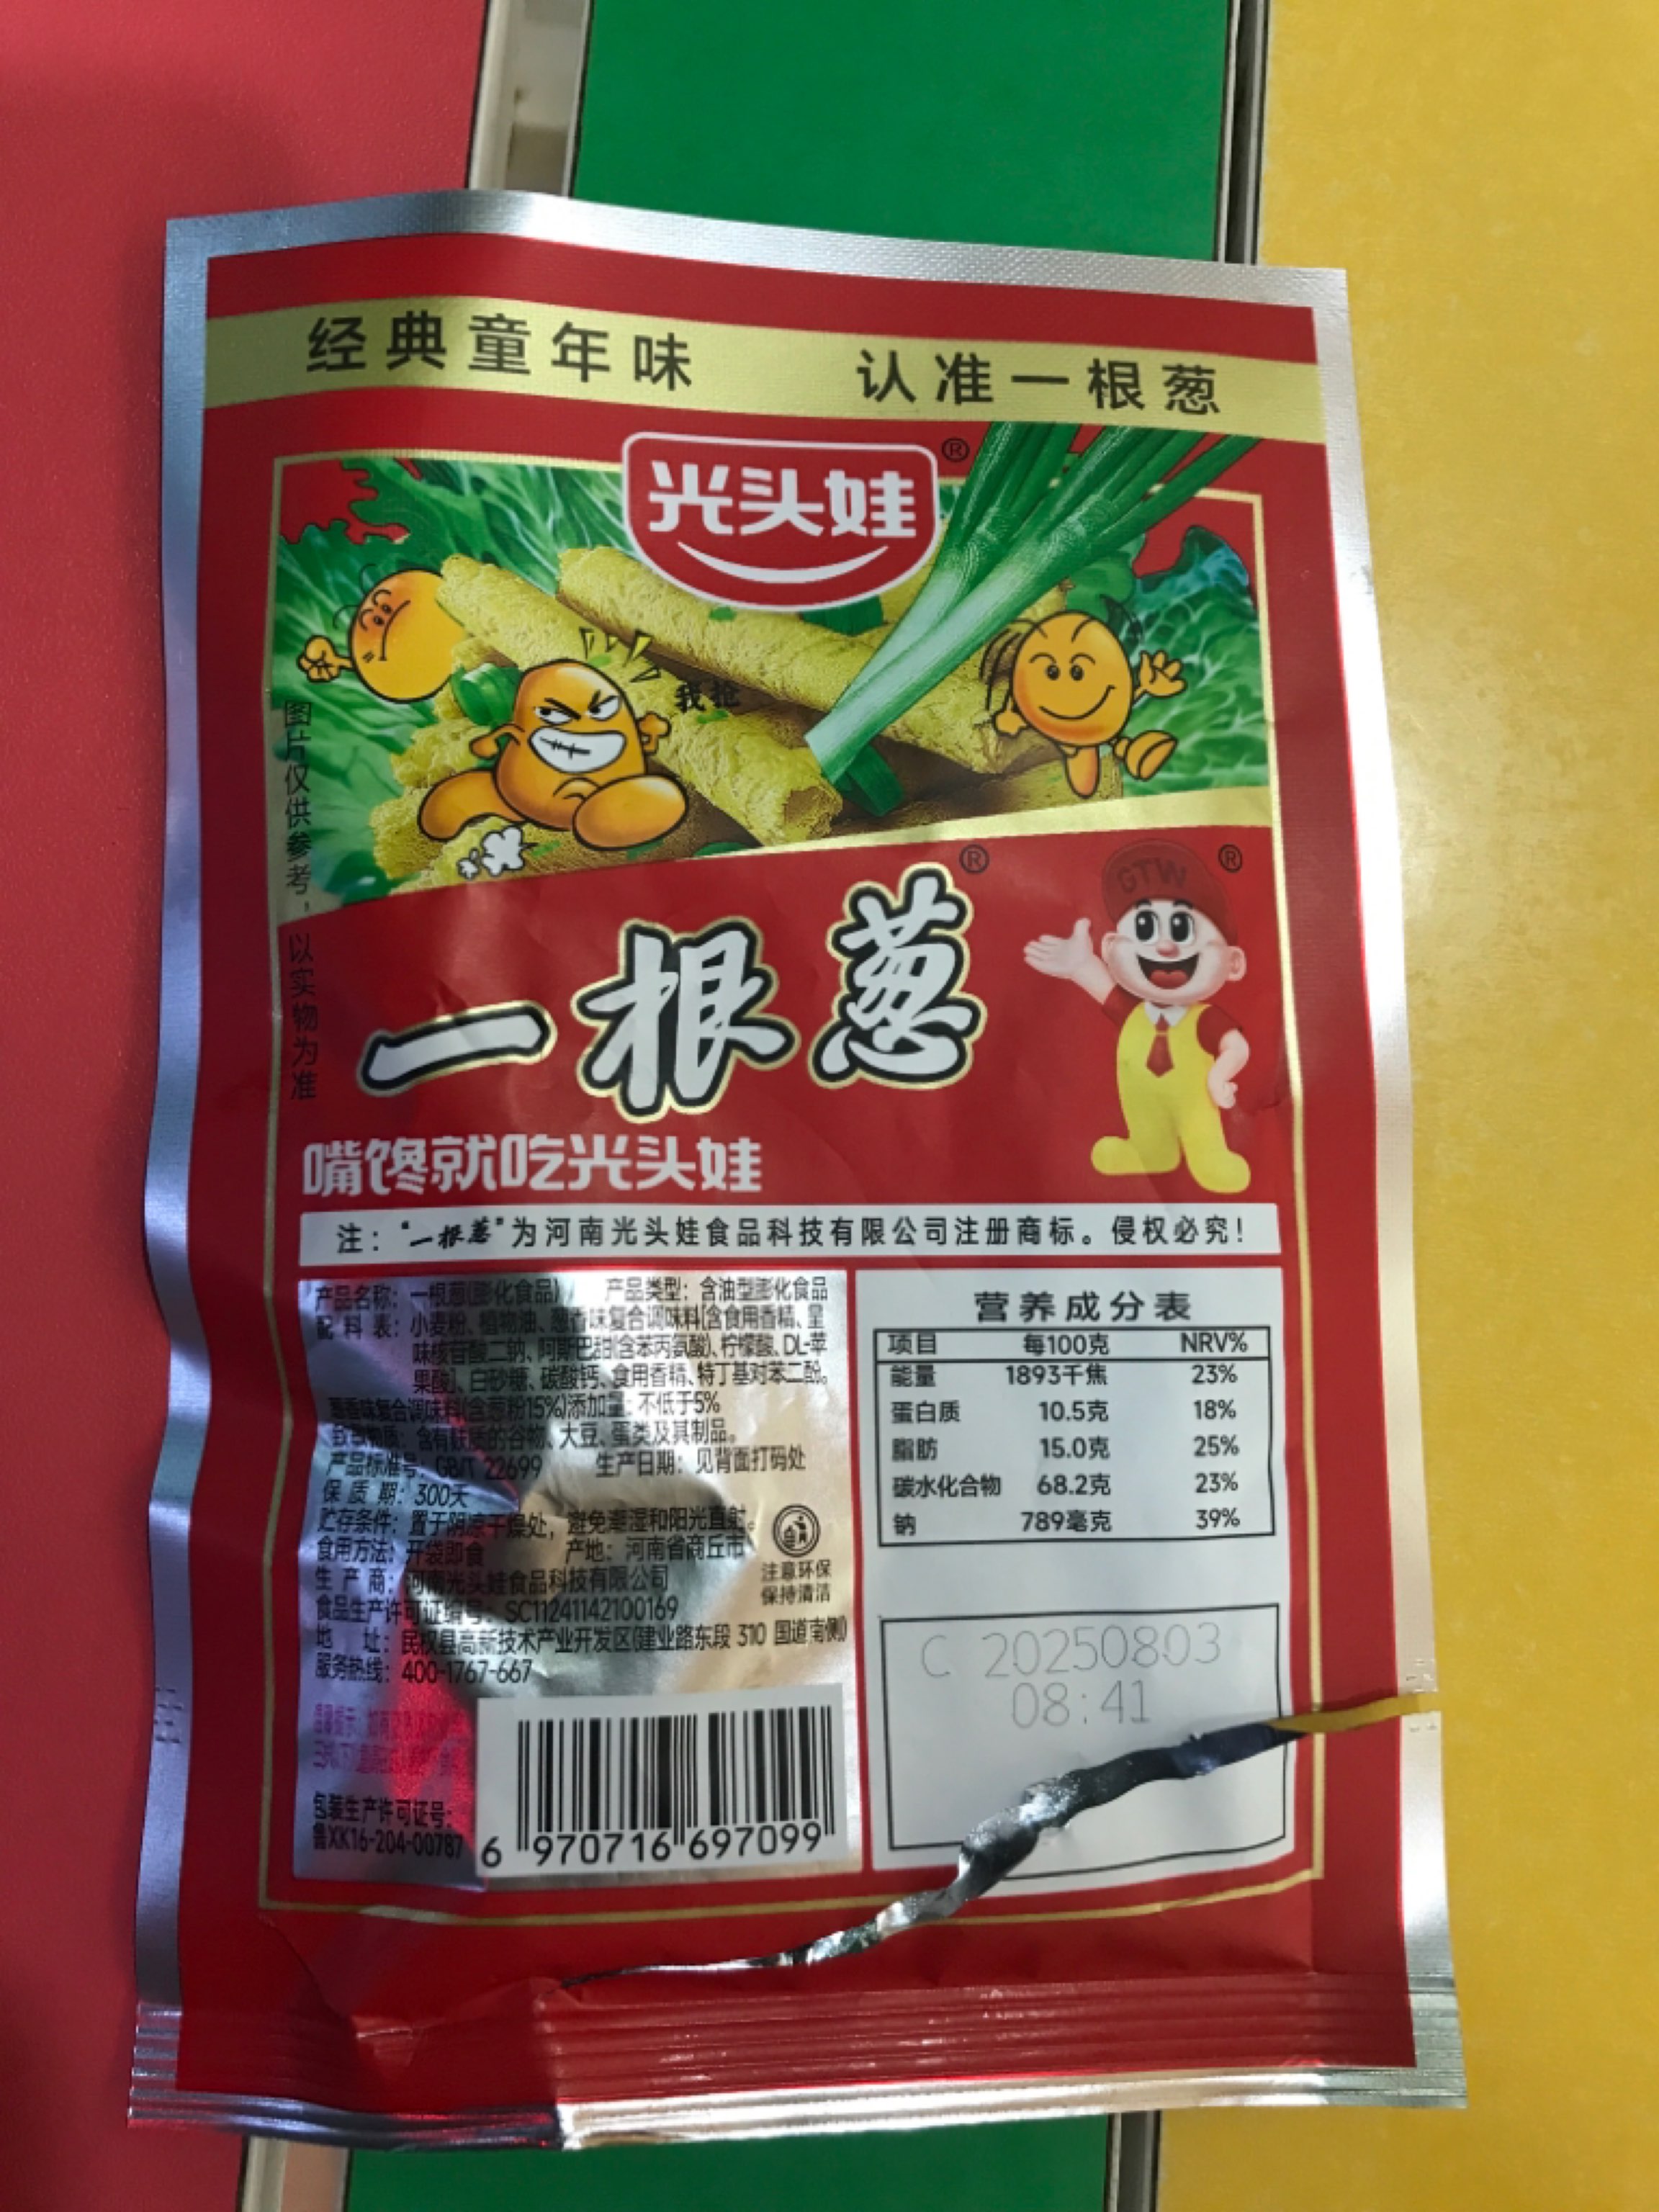 经典童年味 认准一根葱
光头娃®
我抢
图片仅供参考,以实物为准
一根葱®
GTW®
嘴馋就吃光头娃
注:“一根葱”为河南光头娃食品科技有限公司注册商标。侵权必究!
产品名称:一根葱(膨化食品) 产品类型:含油型膨化食品
配料表:小麦粉、植物油、葱香味复合调味料[含食用香精、呈
味核苷酸二钠、阿斯巴甜(含苯丙氨酸)、柠檬酸、DL-苹
果酸]、白砂糖、碳酸钙、食用香精、特丁基对苯二酚。
葱香味复合调味料(含葱粉15%)添加量:不低于5%
致敏物质:含有麸质的谷物、大豆、蛋类及其制品。
产品标准号:GB/T 22699 生产日期:见背面打码处
保质期:300天
贮存条件:置于阴凉干燥处,避免潮湿和阳光直射。
食用方法:开袋即食 产地:河南省商丘市
生产商:河南光头娃食品科技有限公司
食品生产许可证编号:SC11241142100169
地址:民权县高新技术产业开发区(建业路东段310国道南侧)
服务热线:400-1767-667
注意环保
保持清洁
包装生产许可证号:
鲁XK16-204-00787
6 970716 697099
营养成分表
项目 每100克 NRV%
能量 1893千焦 23%
蛋白质 10.5克 18%
脂肪 15.0克 25%
碳水化合物 68.2克 23%
钠 789毫克 39%
C 20250803
08:41